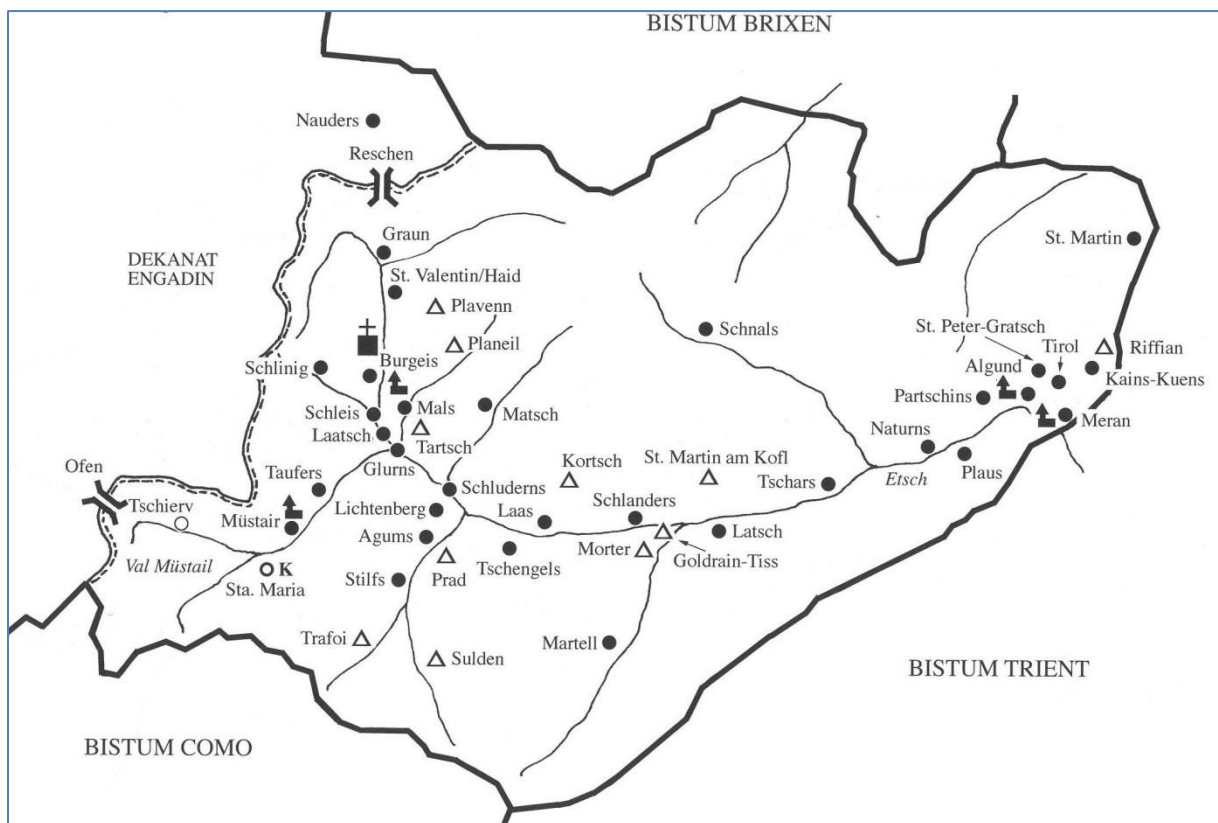 BISTUM BRIXEN
Nauders
Reschen
Graun
St. Martin
DEKANAT
ENGADIN
St. Valentin/Haid
Plavenn
Schnals
St. Peter-Gratsch
Planeil
Tirol
Riffian
Burgeis
Schlinig
Algund
Kains-Kuens
Partschins
Mals
Matsch
Schleis
Meran
Laatsch
Tartsch
Naturns
Glurns
Kortsch
St. Martin am Kofl
Ofen
Taufers
Plaus
Etsch
Tschars
Schluderns
Tschierv
Lichtenberg
Schlanders
Müstair
Laas
Agums
Latsch
Morter
Goldrain-Tiss
Val Müstail
K
Prad
Tschengels
Stilfs
Sta. Maria
Trafoi
Martell
Sulden
BISTUM TRIENT
BISTUM COMO